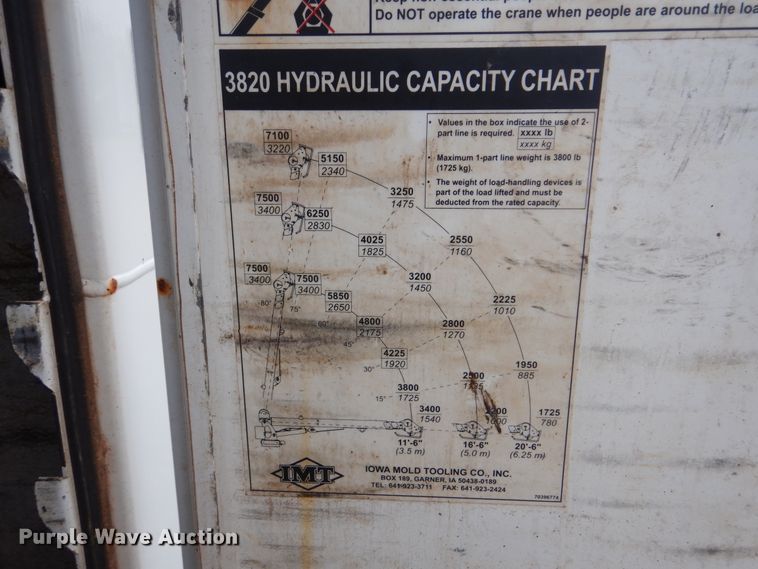 Do NOT operate the crane when people are around the loa
3820 HYDRAULIC CAPACITY CHART
• Values in the box indicate the use of 2-
part line is required. xxxx lb
xxxx kg
• Maximum 1-part line weight is 3800 lb
(1725 kg).
• The weight of load-handling devices is
part of the load lifted and must be
deducted from the rated capacity.
7100
3220
5150
2340
3250
1475
7500
3400
6250
2830
4025
1825
2550
1160
7500
3400
7500
3400
3200
1450
80°
75°
5850
2650
2225
1010
60°
4800
2175
2800
1270
45°
4225
1920
30°
1950
885
2500
3800
1725
15°
3400
1540
1725
780
11'-6"
(3.5 m)
16'-6"
(5.0 m)
20'-6"
(6.25 m)
IMT
IOWA MOLD TOOLING CO., INC.
BOX 189, GARNER, IA 50438-0189
TEL: 641-923-3711 FAX: 641-923-2424
70396774
Purple Wave Auction